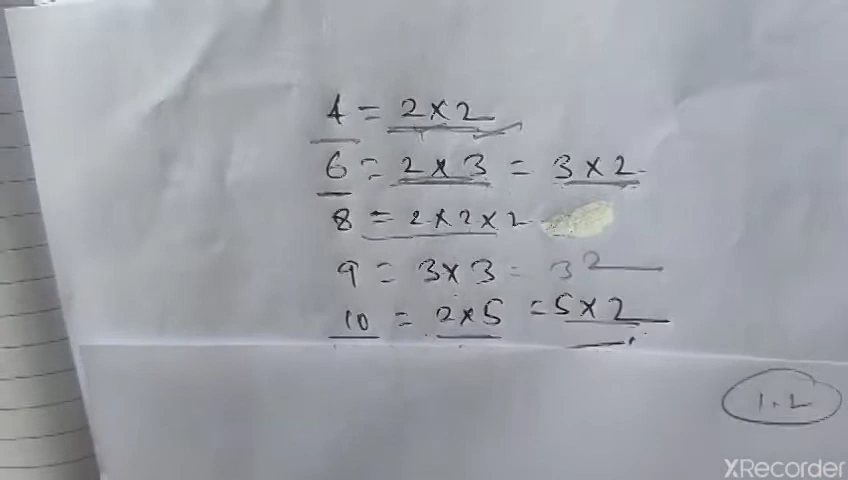 4 = 2 × 2
6 = 2 × 3 = 3 × 2
8 = 2 × 2 × 2
9 = 3 × 3 = 3²
10 = 2 × 5 = 5 × 2
1.2
XRecorder